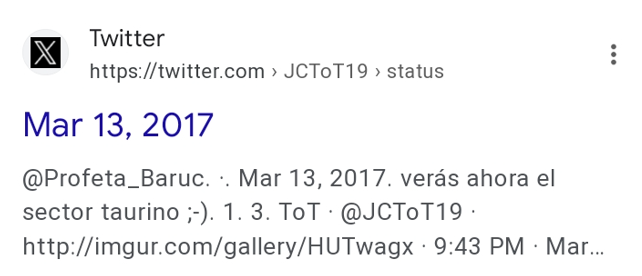 Twitter
https://twitter.com › JCToT19 › status
Mar 13, 2017
@Profeta_Baruc. ·. Mar 13, 2017. verás ahora el
sector taurino ;-). 1. 3. ToT · @JCToT19 ·
http://imgur.com/gallery/HUTwagx · 9:43 PM · Mar...